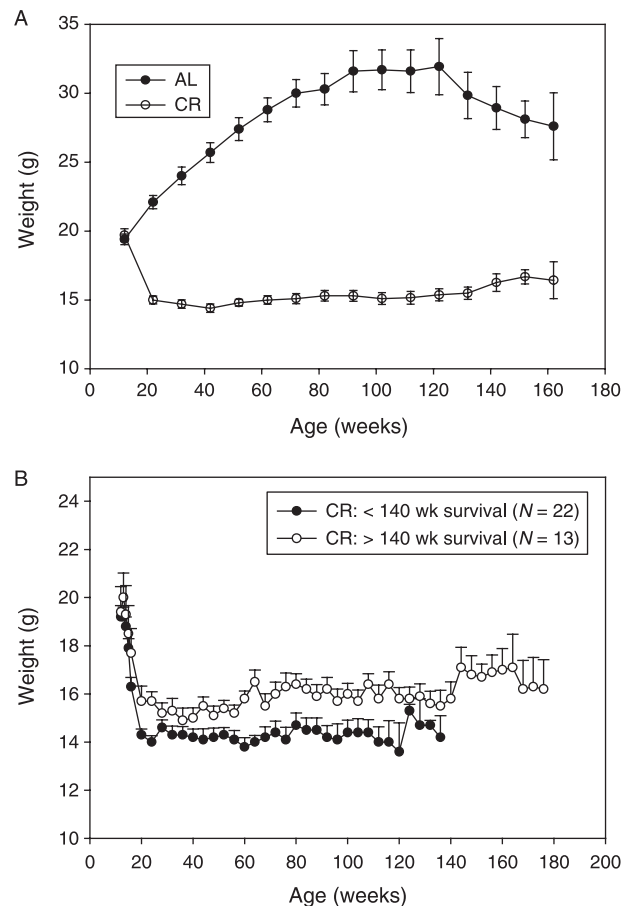 A
35
30
25
20
15
10
Weight (g)
AL
CR
0 20 40 60 80 100 120 140 160 180
Age (weeks)
B
24
22
20
18
16
14
12
10
Weight (g)
CR: < 140 wk survival (N = 22)
CR: > 140 wk survival (N = 13)
0 20 40 60 80 100 120 140 160 180 200
Age (weeks)